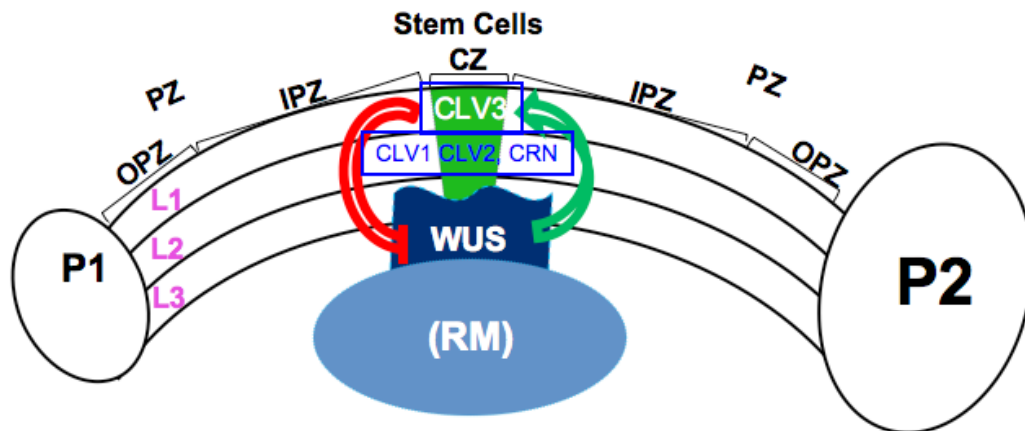 Stem Cells
CZ
PZ
IPZ
OPZ
IPZ
PZ
OPZ
CLV3
CLV1 CLV2, CRN
L1
L2
L3
WUS
P1
P2
(RM)